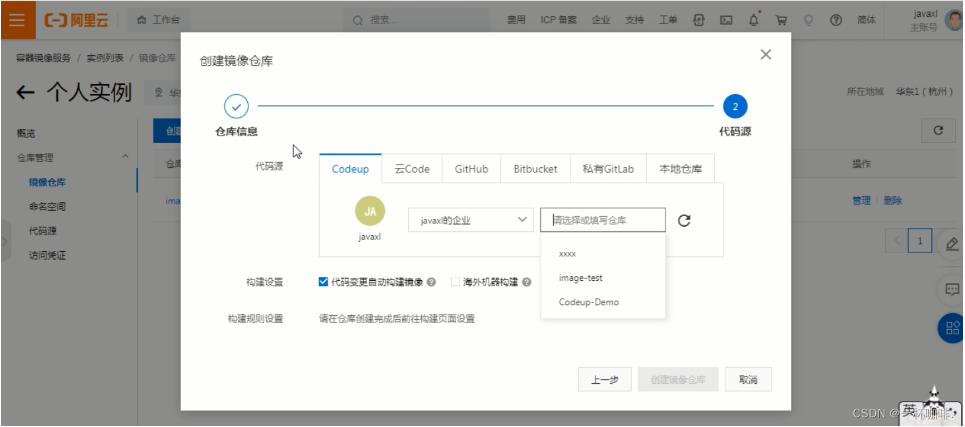 阿里云 工作台 搜索... 费用 ICP 备案 企业 支持 工单 简体 javaxl
主账号
容器镜像服务 / 实例列表 / 镜像仓库
个人实例
所在地域 华东1（杭州）
创建镜像仓库
2
仓库信息 代码源
概览
仓库管理
镜像仓库
命名空间
代码源
访问凭证
操作
管理 删除
1
代码源 Codeup 云Code GitHub Bitbucket 私有GitLab 本地仓库
JA
javaxl
javaxl的企业 请选择或填写仓库
xxxx
image-test
Codeup-Demo
构建设置 代码变更自动构建镜像 海外机器构建
构建规则设置 请在仓库创建完成后前往构建页面设置
上一步 创建镜像仓库 取消
英
CSDN